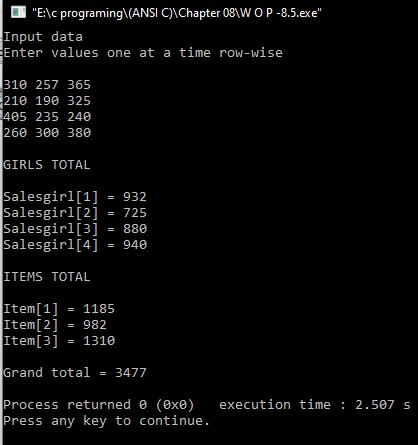 "E:\c programing\(ANSI C)\Chapter 08\W O P -8.5.exe"
Input data
Enter values one at a time row-wise
310 257 365
210 190 325
405 235 240
260 300 380
GIRLS TOTAL
Salesgirl[1] = 932
Salesgirl[2] = 725
Salesgirl[3] = 880
Salesgirl[4] = 940
ITEMS TOTAL
Item[1] = 1185
Item[2] = 982
Item[3] = 1310
Grand total = 3477
Process returned 0 (0x0)   execution time : 2.507 s
Press any key to continue.